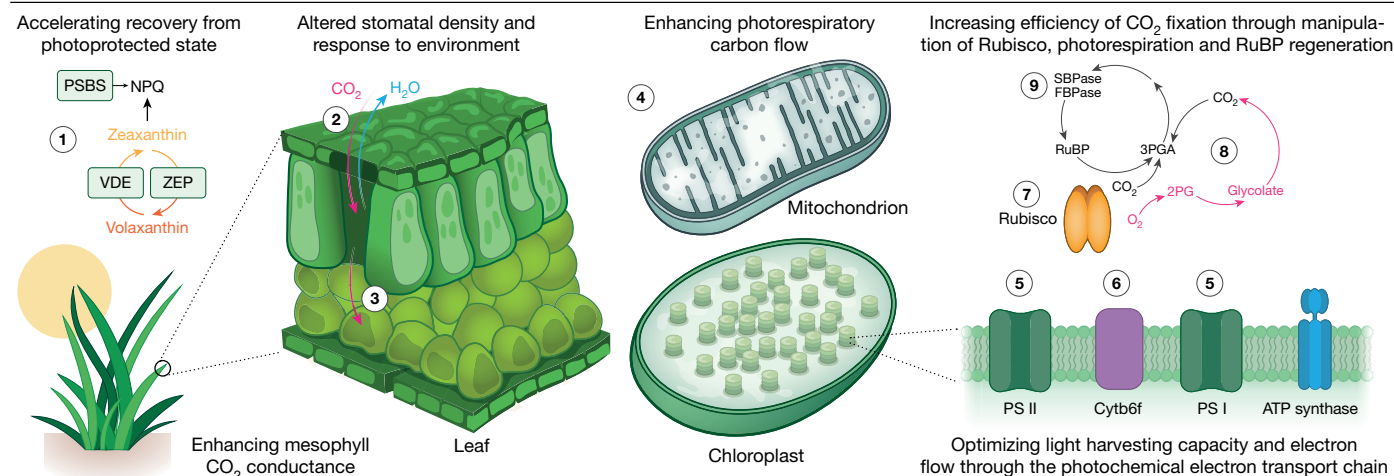 Accelerating recovery from
photoprotected state
PSBS
NPQ
1
Zeaxanthin
VDE
ZEP
Volaxanthin
Altered stomatal density and
response to environment
CO2
H2O
2
3
Enhancing mesophyll
CO2 conductance
Leaf
Enhancing photorespiratory
carbon flow
4
Mitochondrion
Chloroplast
Increasing efficiency of CO2 fixation through manipula-
tion of Rubisco, photorespiration and RuBP regeneration
9
SBPase
FBPase
CO2
RuBP
3PGA
8
7
CO2
2PG
Glycolate
Rubisco
O2
5
6
5
PS II
Cytb6f
PS I
ATP synthase
Optimizing light harvesting capacity and electron
flow through the photochemical electron transport chain